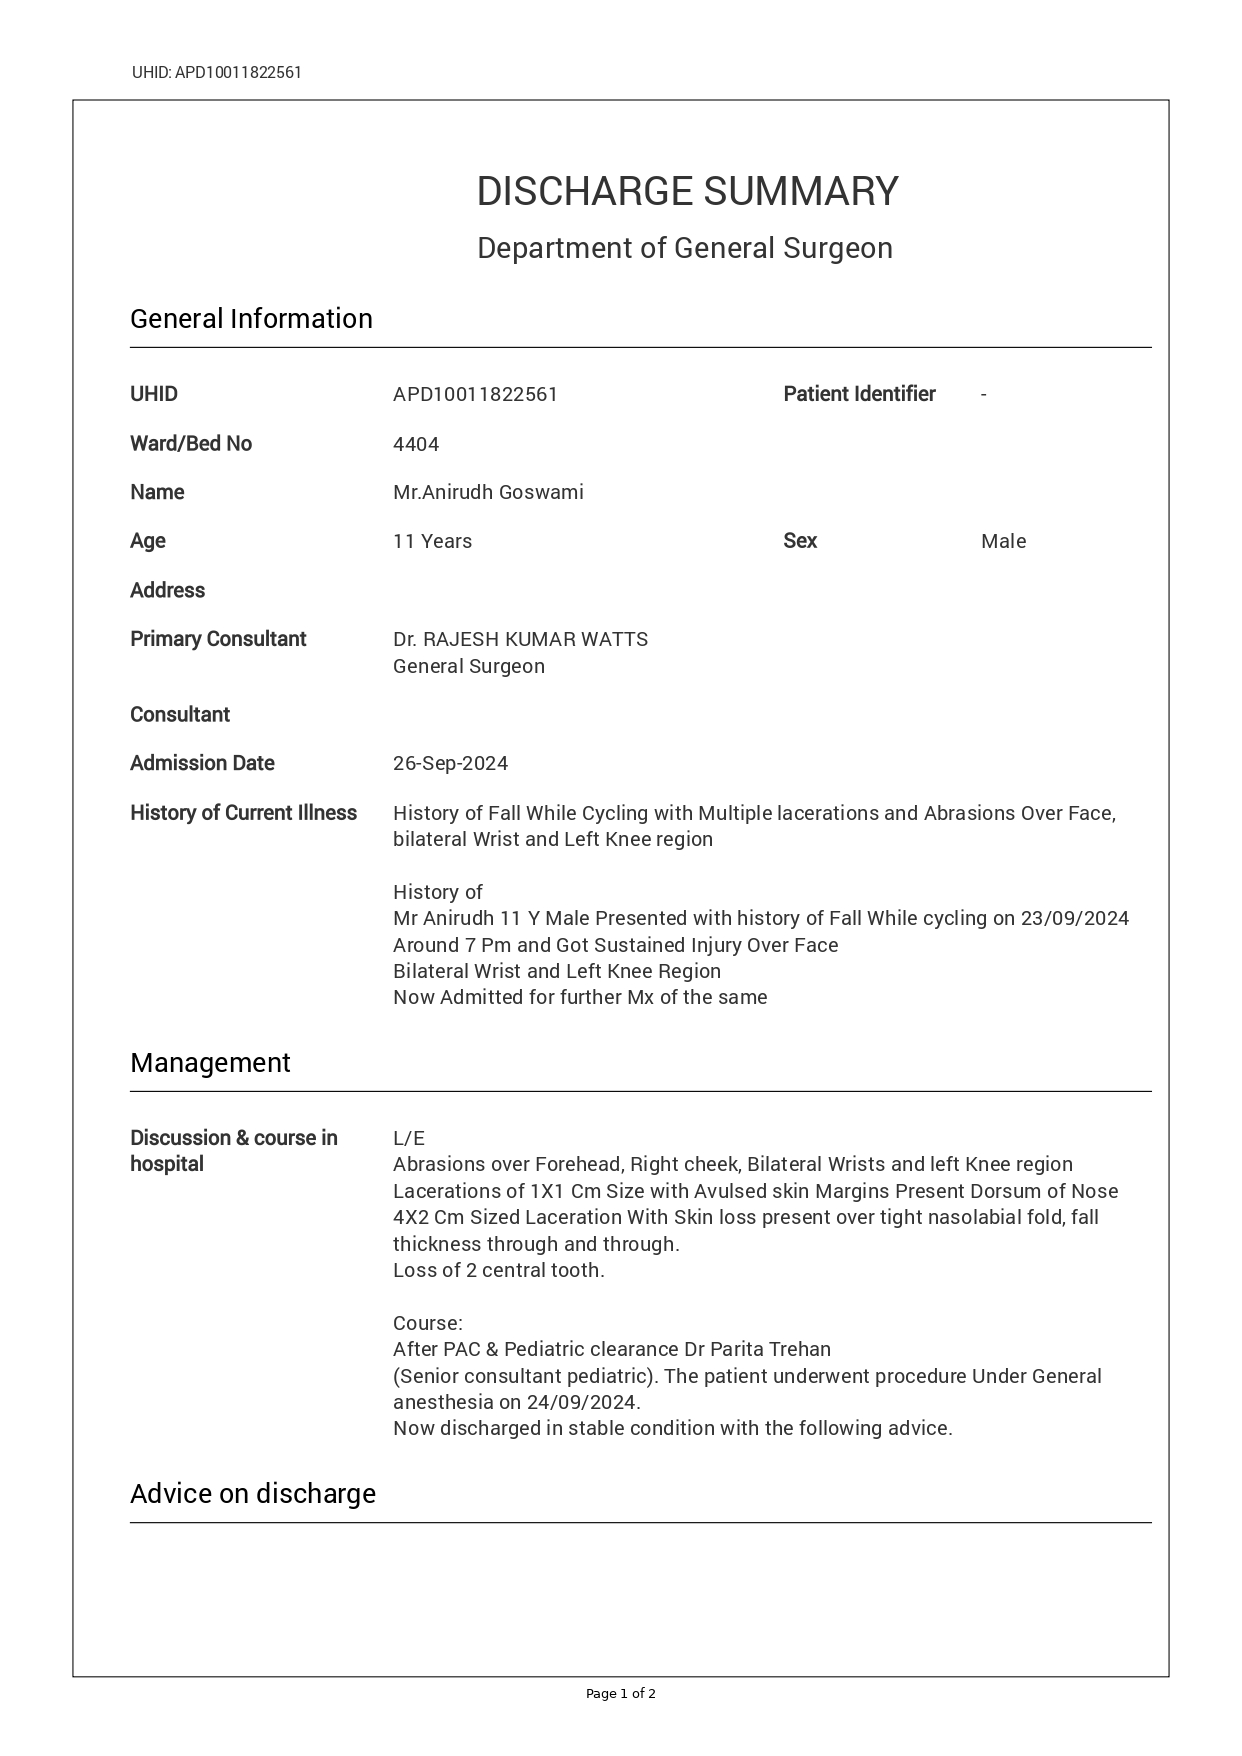 UHID: APD10011822561
DISCHARGE SUMMARY
Department of General Surgeon
General Information
UHID APD10011822561 Patient Identifier -
Ward/Bed No 4404
Name Mr.Anirudh Goswami
Age 11 Years Sex Male
Address
Primary Consultant Dr. RAJESH KUMAR WATTS
General Surgeon
Consultant
Admission Date 26-Sep-2024
History of Current Illness History of Fall While Cycling with Multiple lacerations and Abrasions Over Face,
bilateral Wrist and Left Knee region
History of
Mr Anirudh 11 Y Male Presented with history of Fall While cycling on 23/09/2024
Around 7 Pm and Got Sustained Injury Over Face
Bilateral Wrist and Left Knee Region
Now Admitted for further Mx of the same
Management
Discussion & course in L/E
hospital Abrasions over Forehead, Right cheek, Bilateral Wrists and left Knee region
Lacerations of 1X1 Cm Size with Avulsed skin Margins Present Dorsum of Nose
4X2 Cm Sized Laceration With Skin loss present over tight nasolabial fold, fall
thickness through and through.
Loss of 2 central tooth.
Course:
After PAC & Pediatric clearance Dr Parita Trehan
(Senior consultant pediatric). The patient underwent procedure Under General
anesthesia on 24/09/2024.
Now discharged in stable condition with the following advice.
Advice on discharge
Page 1 of 2